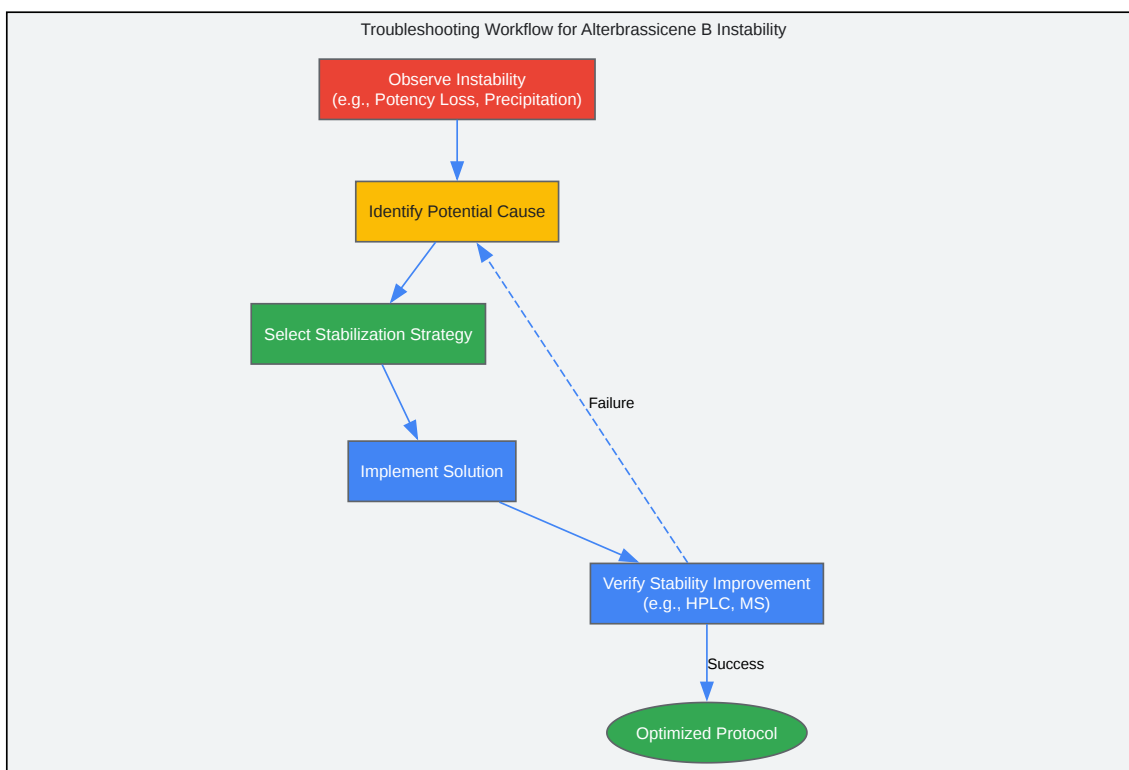 Troubleshooting Workflow for Alterbrassicene B Instability
Observe Instability
(e.g., Potency Loss, Precipitation)
Identify Potential Cause
Select Stabilization Strategy
Failure
Implement Solution
Verify Stability Improvement
(e.g., HPLC, MS)
Success
Optimized Protocol